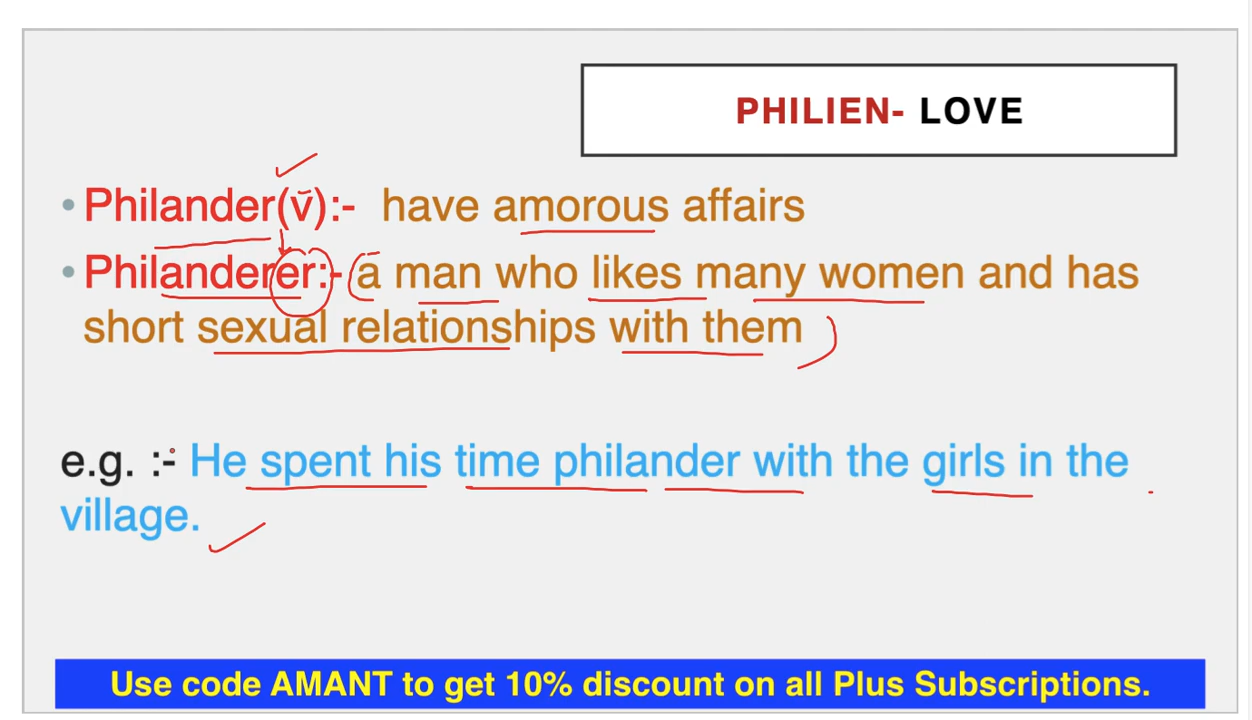 PHILIEN- LOVE
• Philander(v):- have amorous affairs
• Philanderer:- a man who likes many women and has
short sexual relationships with them
e.g. :- He spent his time philander with the girls in the
village.
Use code AMANT to get 10% discount on all Plus Subscriptions.